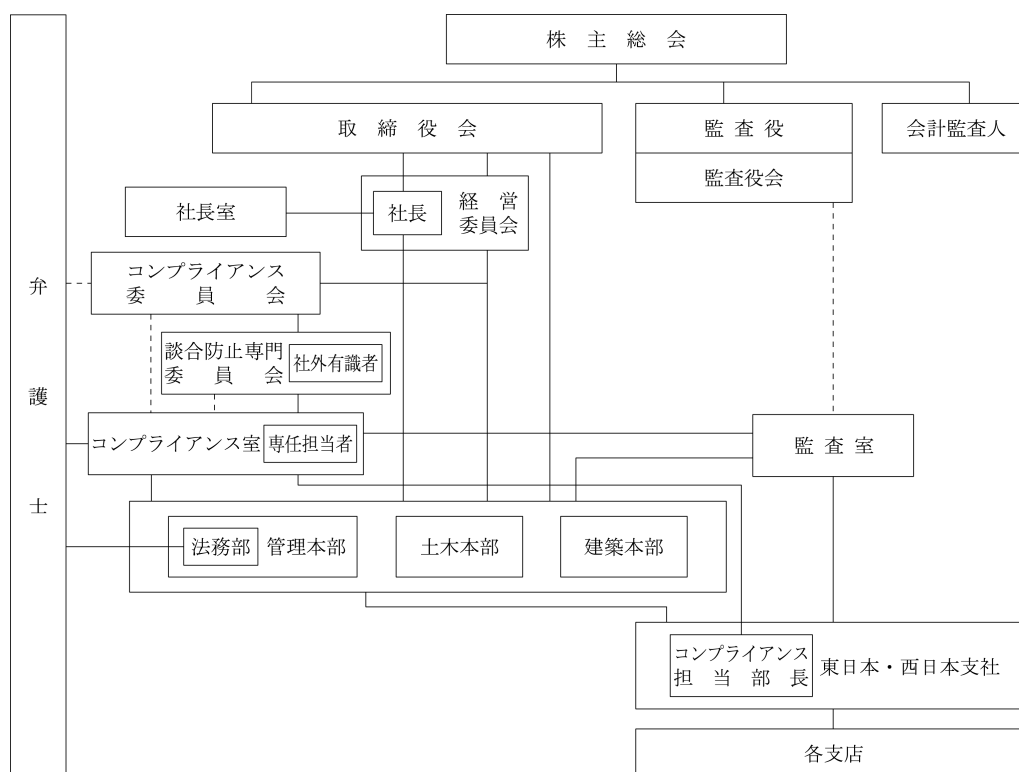 株主総会
取締役会
監査役
会計監査人
監査役会
社長室
社長
経営
委員会
コンプライアンス
委員会
弁護士
談合防止専門
委員会
社外有識者
コンプライアンス室
専任担当者
監査室
法務部
管理本部
土木本部
建築本部
コンプライアンス
担当部長
東日本・西日本支社
各支店